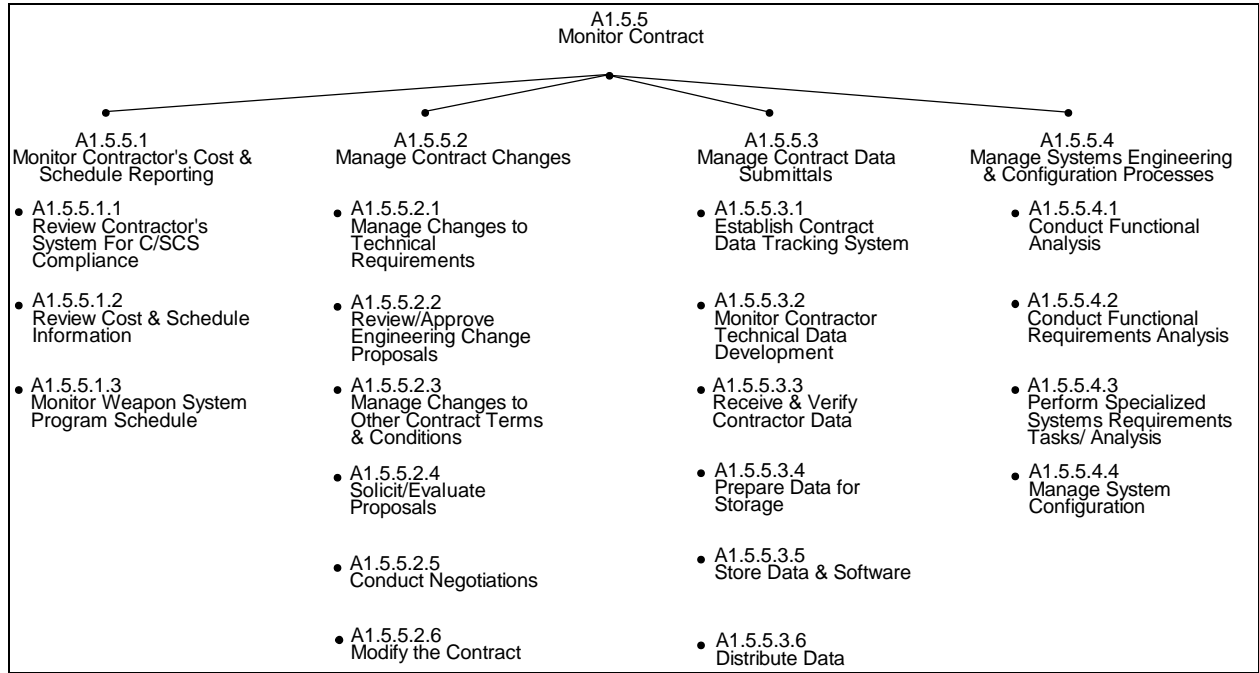 A1.5.5
Monitor Contract
A1.5.5.1
Monitor Contractor's Cost &
Schedule Reporting
A1.5.5.1.1
Review Contractor's
System For C/SCS
Compliance
A1.5.5.1.2
Review Cost & Schedule
Information
A1.5.5.1.3
Monitor Weapon System
Program Schedule
A1.5.5.2
Manage Contract Changes
A1.5.5.2.1
Manage Changes to
Technical
Requirements
A1.5.5.2.2
Review/Approve
Engineering Change
Proposals
A1.5.5.2.3
Manage Changes to
Other Contract Terms
& Conditions
A1.5.5.2.4
Solicit/Evaluate
Proposals
A1.5.5.2.5
Conduct Negotiations
A1.5.5.2.6
Modify the Contract
A1.5.5.3
Manage Contract Data
Submittals
A1.5.5.3.1
Establish Contract
Data Tracking System
A1.5.5.3.2
Monitor Contractor
Technical Data
Development
A1.5.5.3.3
Receive & Verify
Contractor Data
A1.5.5.3.4
Prepare Data for
Storage
A1.5.5.3.5
Store Data & Software
A1.5.5.3.6
Distribute Data
A1.5.5.4
Manage Systems Engineering
& Configuration Processes
A1.5.5.4.1
Conduct Functional
Analysis
A1.5.5.4.2
Conduct Functional
Requirements Analysis
A1.5.5.4.3
Perform Specialized
Systems Requirements
Tasks/ Analysis
A1.5.5.4.4
Manage System
Configuration